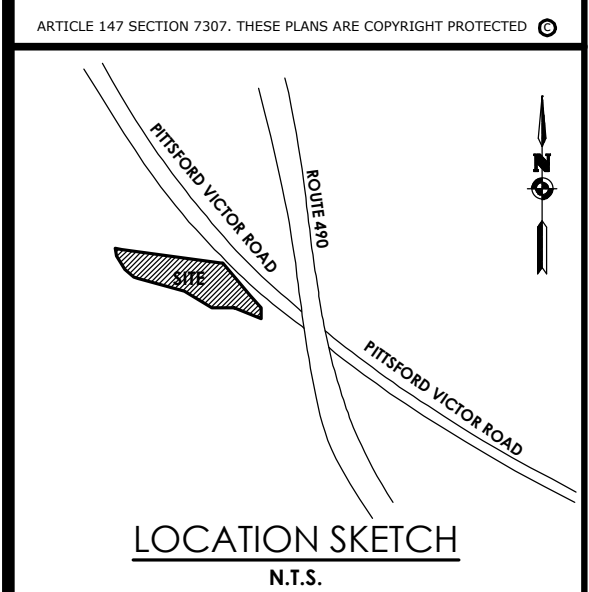 ARTICLE 147 SECTION 7307. THESE PLANS ARE COPYRIGHT PROTECTED ©
PITTSFORD VICTOR ROAD
ROUTE 490
N
SITE
PITTSFORD VICTOR ROAD
LOCATION SKETCH
N.T.S.